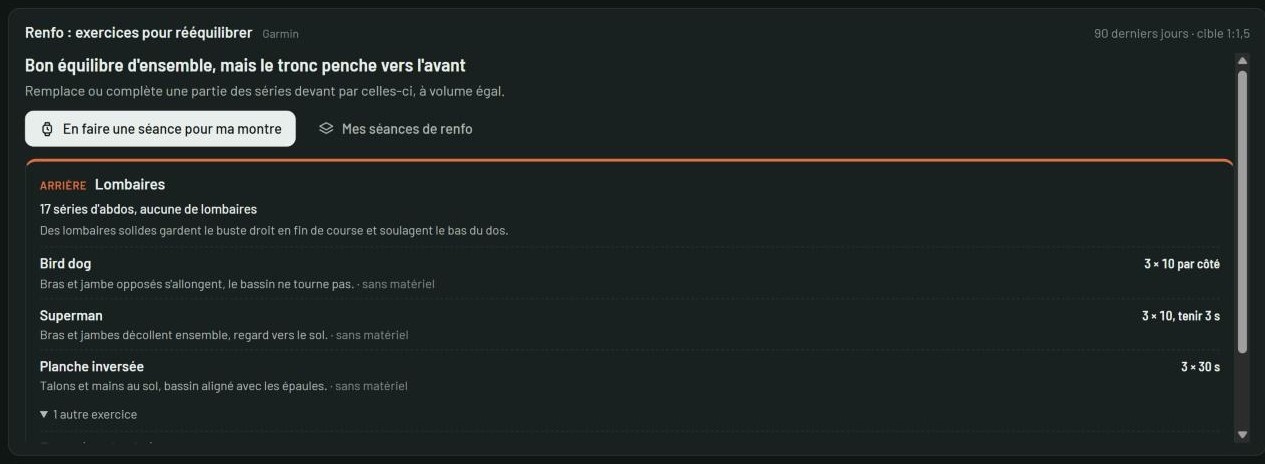 Renfo : exercices pour rééquilibrer Garmin
90 derniers jours · cible 1:1,5
Bon équilibre d'ensemble, mais le tronc penche vers l'avant
Remplace ou complète une partie des séries devant par celles-ci, à volume égal.
En faire une séance pour ma montre
Mes séances de renfo
ARRIÈRE Lombaires
17 séries d'abdos, aucune de lombaires
Des lombaires solides gardent le buste droit en fin de course et soulagent le bas du dos.
Bird dog
3 × 10 par côté
Bras et jambe opposés s'allongent, le bassin ne tourne pas. · sans matériel
Superman
3 × 10, tenir 3 s
Bras et jambes décollent ensemble, regard vers le sol. · sans matériel
Planche inversée
3 × 30 s
Talons et mains au sol, bassin aligné avec les épaules. · sans matériel
▼ 1 autre exercice